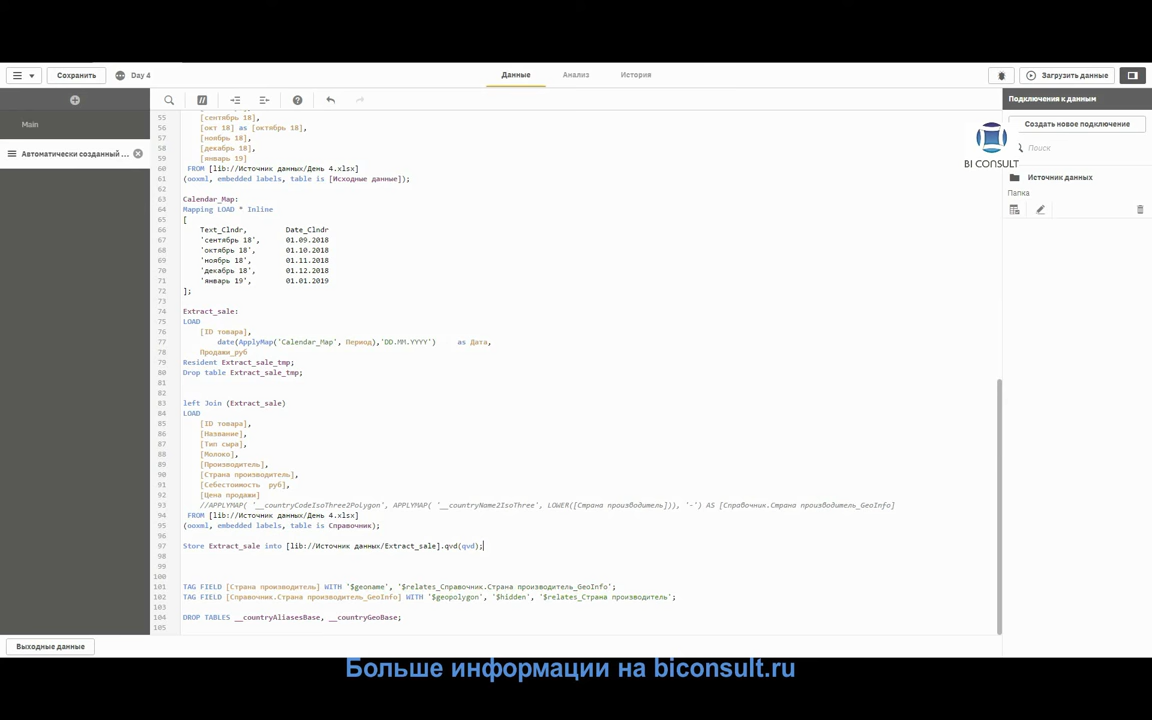 Сохранить
Day 4
Данные
Анализ
История
Загрузить данные
Main
Автоматически созданный ...
Подключения к данным
Создать новое подключение
Поиск
BI CONSULT
Источник данных
Папка
55 [сентябрь 18],
56 [окт 18] as [октябрь 18],
57 [ноябрь 18],
58 [декабрь 18],
59 [январь 19]
60 FROM [lib://Источник данных/День 4.xlsx]
61 (ooxml, embedded labels, table is [Исходные данные]);
62
63 Calendar_Map:
64 Mapping LOAD * Inline
65 [
66 Text_Clndr, Date_Clndr
67 'сентябрь 18', 01.09.2018
68 'октябрь 18', 01.10.2018
69 'ноябрь 18', 01.11.2018
70 'декабрь 18', 01.12.2018
71 'январь 19', 01.01.2019
72 ];
73
74 Extract_sale:
75 LOAD
76 [ID товара],
77 date(ApplyMap('Calendar_Map', Период),'DD.MM.YYYY') as Дата,
78 Продажи_руб
79 Resident Extract_sale_tmp;
80 Drop table Extract_sale_tmp;
81
82
83 left Join (Extract_sale)
84 LOAD
85 [ID товара],
86 [Название],
87 [Тип сыра],
88 [Молоко],
89 [Производитель],
90 [Страна производитель],
91 [Себестоимость руб],
92 [Цена продажи]
93 //APPLYMAP( '__countryCodeIsoThree2Polygon', APPLYMAP( '__countryName2IsoThree', LOWER([Страна производитель])), '-') AS [Справочник.Страна производитель_GeoInfo]
94 FROM [lib://Источник данных/День 4.xlsx]
95 (ooxml, embedded labels, table is Справочник);
96
97 Store Extract_sale into [lib://Источник данных/Extract_sale].qvd(qvd);
98
99
100
101 TAG FIELD [Страна производитель] WITH '$geoname', '$relates_Справочник.Страна производитель_GeoInfo';
102 TAG FIELD [Справочник.Страна производитель_GeoInfo] WITH '$geopolygon', '$hidden', '$relates_Страна производитель';
103
104 DROP TABLES __countryAliasesBase, __countryGeoBase;
105
Выходные данные
Больше информации на biconsult.ru